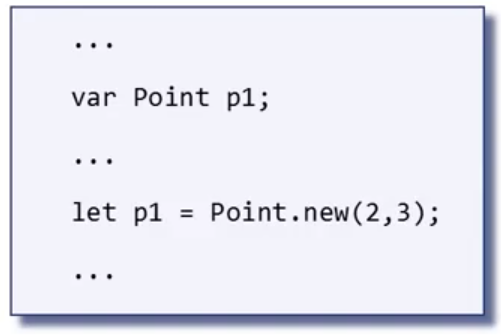 ...
var Point p1;
...
let p1 = Point.new(2,3);
...